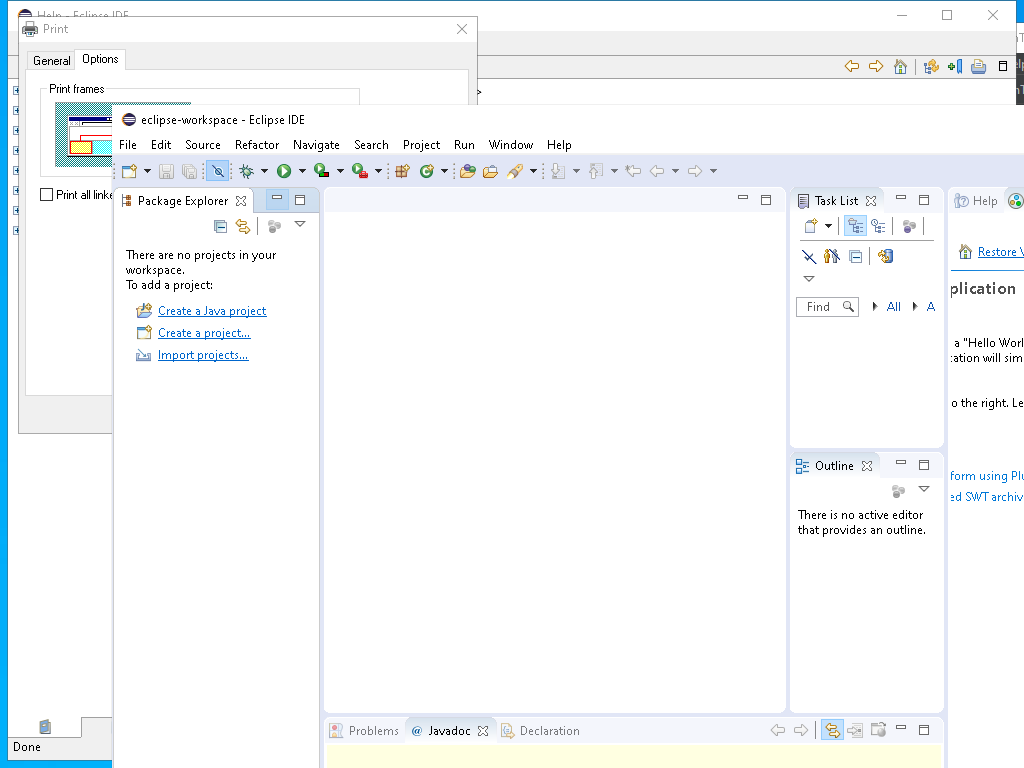 Help - Eclipse IDE
Print
General
Options
Print frames
Print all linke
Done
eclipse-workspace - Eclipse IDE
File Edit Source Refactor Navigate Search Project Run Window Help
Package Explorer
There are no projects in your
workspace.
To add a project:
Create a Java project
Create a project...
Import projects...
Task List
Find
All
A
Outline
There is no active editor
that provides an outline.
Problems
@ Javadoc
Declaration
Help
Restore
plication
a "Hello Worl
cation will sim
o the right. Le
form using Plu
ed SWT archiv